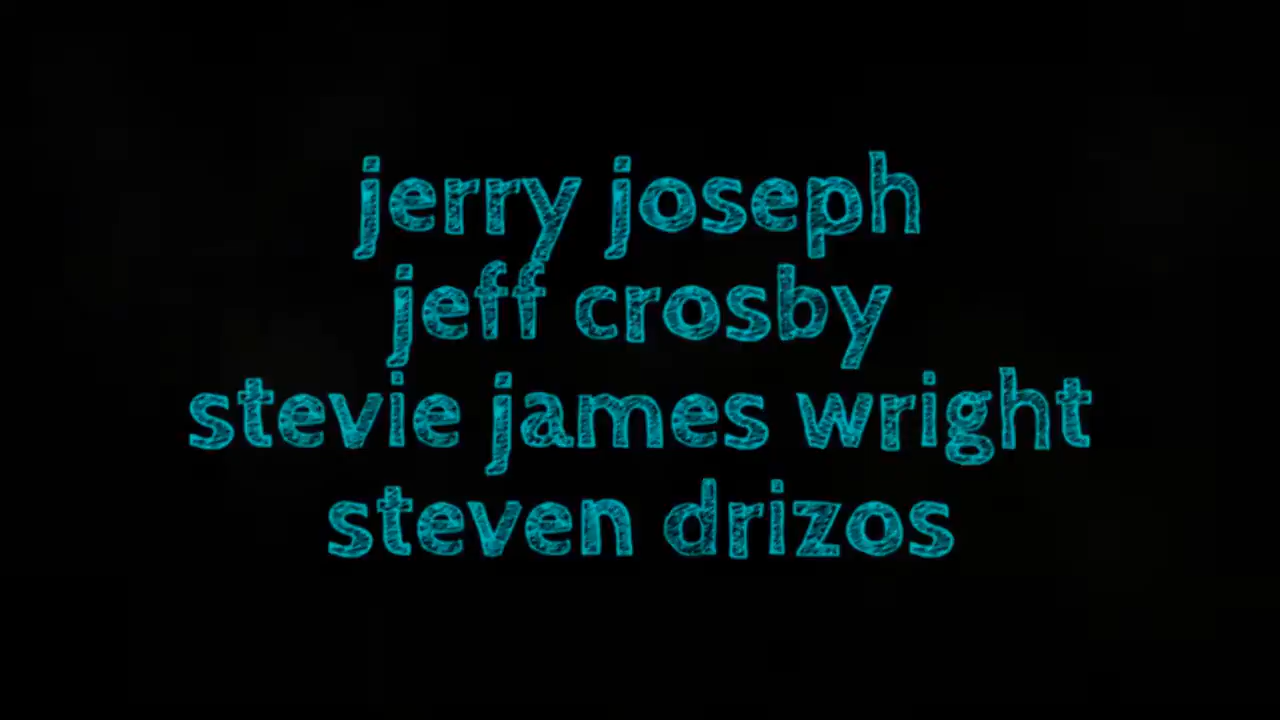 jerry joseph
jeff crosby
stevie james wright
steven drizos